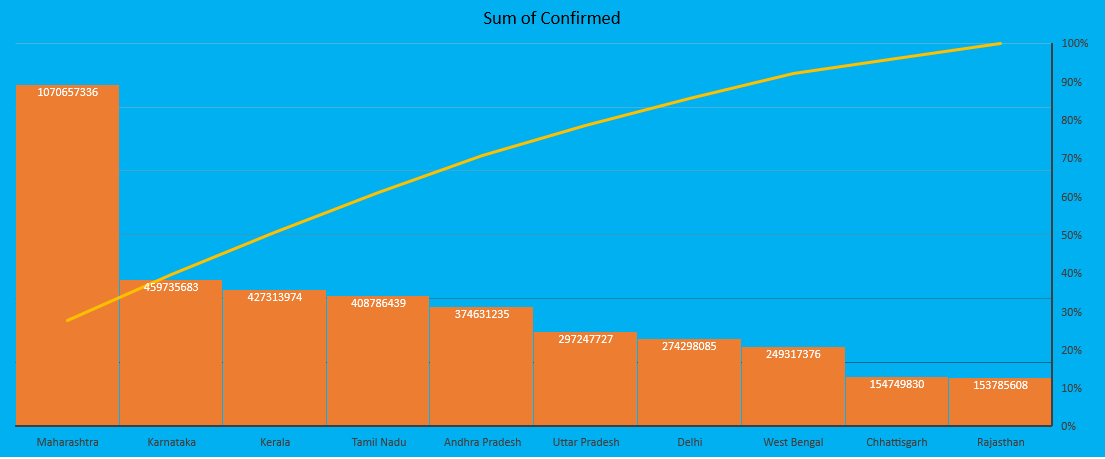 Sum of Confirmed
100%
90%
80%
70%
60%
50%
40%
30%
20%
10%
0%
1070657336
459735683
427313974
408786439
374631235
297247727
274298085
249317376
154749830
153785608
Maharashtra
Karnataka
Kerala
Tamil Nadu
Andhra Pradesh
Uttar Pradesh
Delhi
West Bengal
Chhattisgarh
Rajasthan